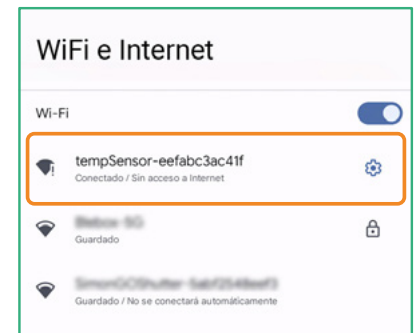 WiFi e Internet
Wi-Fi
tempSensor-eefabc3ac41f
Conectado / Sin acceso a Internet
Guardado
Guardado / No se conectará automáticamente